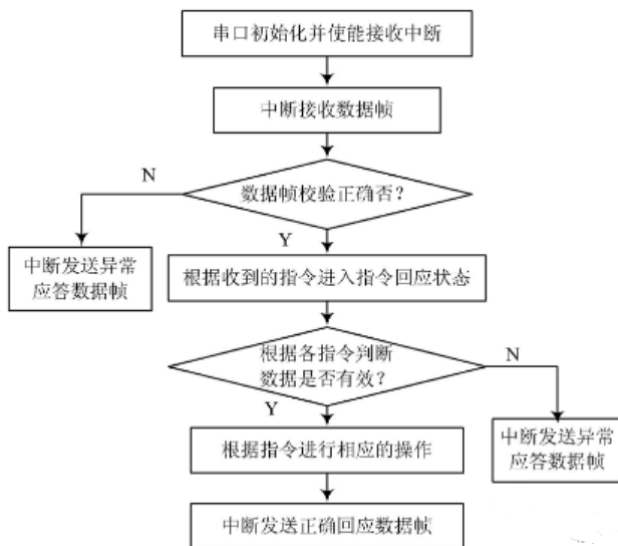 串口初始化并使能接收中断
中断接收数据帧
N
数据帧校验正确否？
Y
中断发送异常
应答数据帧
根据收到的指令进入指令回应状态
根据各指令判断
数据是否有效？
N
Y
根据指令进行相应的操作
中断发送异常
应答数据帧
中断发送正确回应数据帧